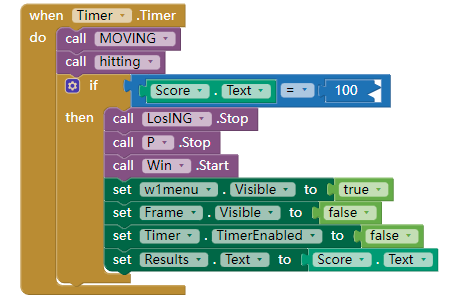 when Timer .Timer
do call MOVING
call hitting
if Score . Text = 100
then call LosING .Stop
call P .Stop
call Win .Start
set w1menu . Visible to true
set Frame . Visible to false
set Timer . TimerEnabled to false
set Results . Text to Score . Text